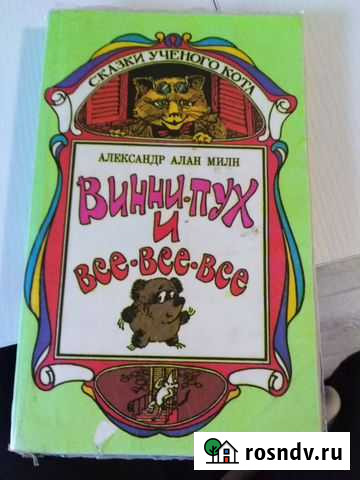 СКАЗКИ УЧЕНОГО КОТА
АЛЕКСАНДР АЛАН МИЛН
ВИННИ-ПУХ
И
ВСЕ-ВСЕ-ВСЕ
rosndv.ru